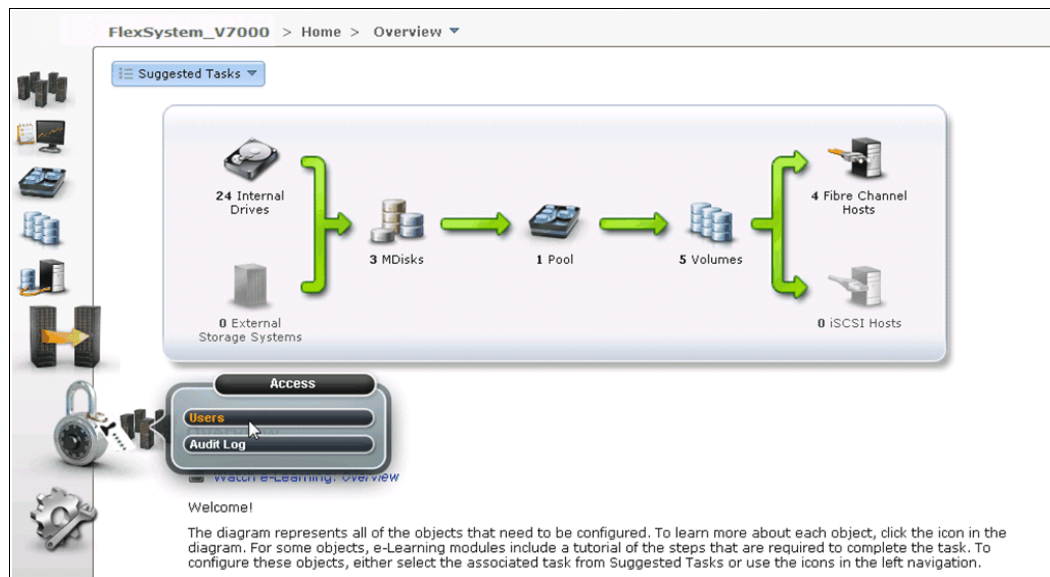 FlexSystem_V7000 > Home > Overview
Suggested Tasks
24 Internal
Drives
4 Fibre Channel
Hosts
3 MDisks
1 Pool
5 Volumes
0 External
Storage Systems
0 iSCSI Hosts
Access
Users
Audit Log
Watch e-Learning: Overview
Welcome!
The diagram represents all of the objects that need to be configured. To learn more about each object, click the icon in the
diagram. For some objects, e-Learning modules include a tutorial of the steps that are required to complete the task. To
configure these objects, either select the associated task from Suggested Tasks or use the icons in the left navigation.